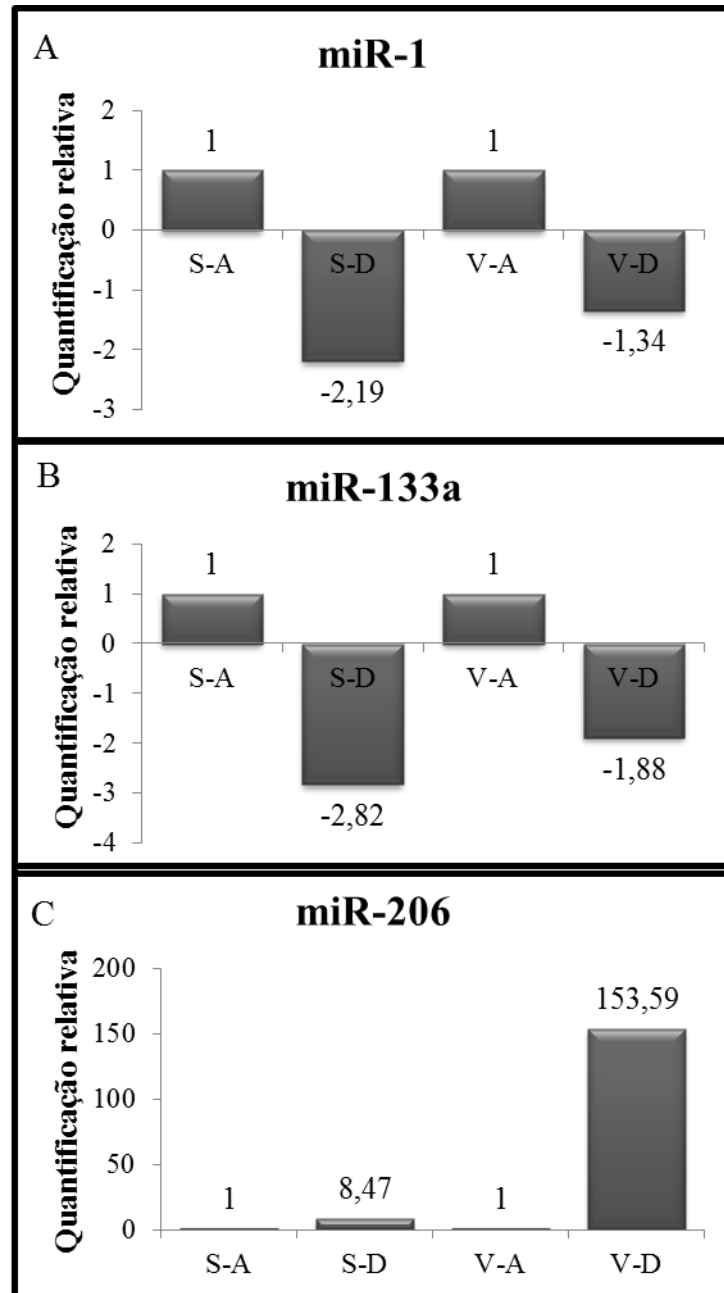 A
miR-1
Quantificação relativa
2
1
0
-1
-2
-3
1
1
S-A
S-D
V-A
V-D
-2,19
-1,34
B
miR-133a
Quantificação relativa
2
1
0
-1
-2
-3
-4
1
1
S-A
S-D
V-A
V-D
-2,82
-1,88
C
miR-206
Quantificação relativa
200
150
100
50
0
1
8,47
1
153,59
S-A
S-D
V-A
V-D